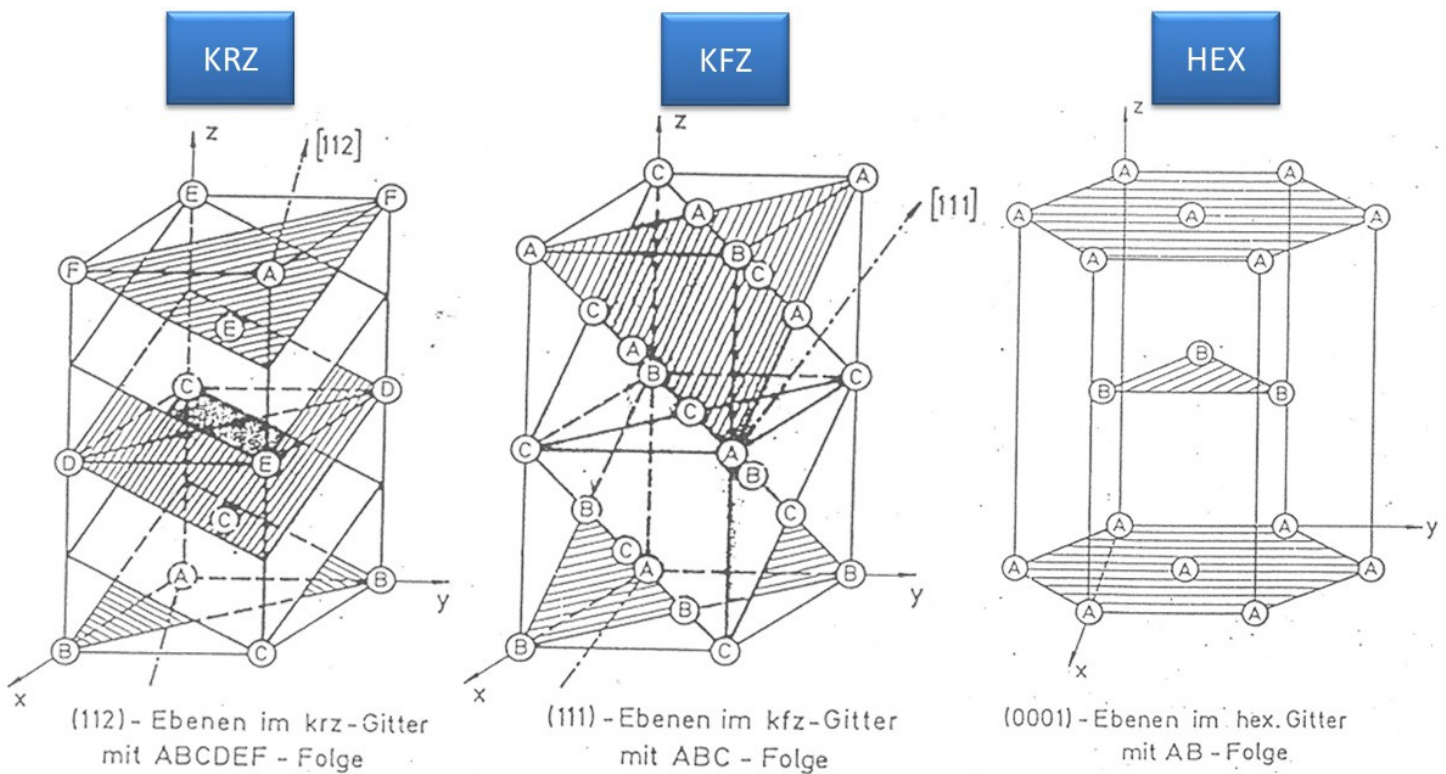 KRZ
KFZ
HEX
z
[112]
E
F
F
A
E
C
D
D
E
C
A
B
y
B
C
x
(112) - Ebenen im krz-Gitter
mit ABCDEF - Folge
z
C
A
[111]
A
A
B
C
C
A
A
B
C
C
C
A
B
B
C
C
A
B
y
B
B
C
x
(111) - Ebenen im kfz-Gitter
mit ABC - Folge
z
A
A
A
A
A
A
A
B
B
B
A
A
y
A
A
A
A
A
x
(0001) - Ebenen im hex. Gitter
mit AB - Folge